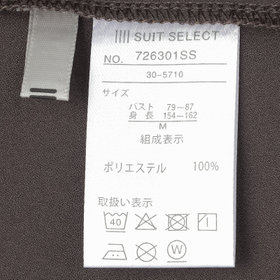 SUIT SELECT
NO. 726301SS
30-5710
サイズ
バスト 79-87
身長 154-162
M
組成表示
ポリエステル 100%
取扱い表示
40
W